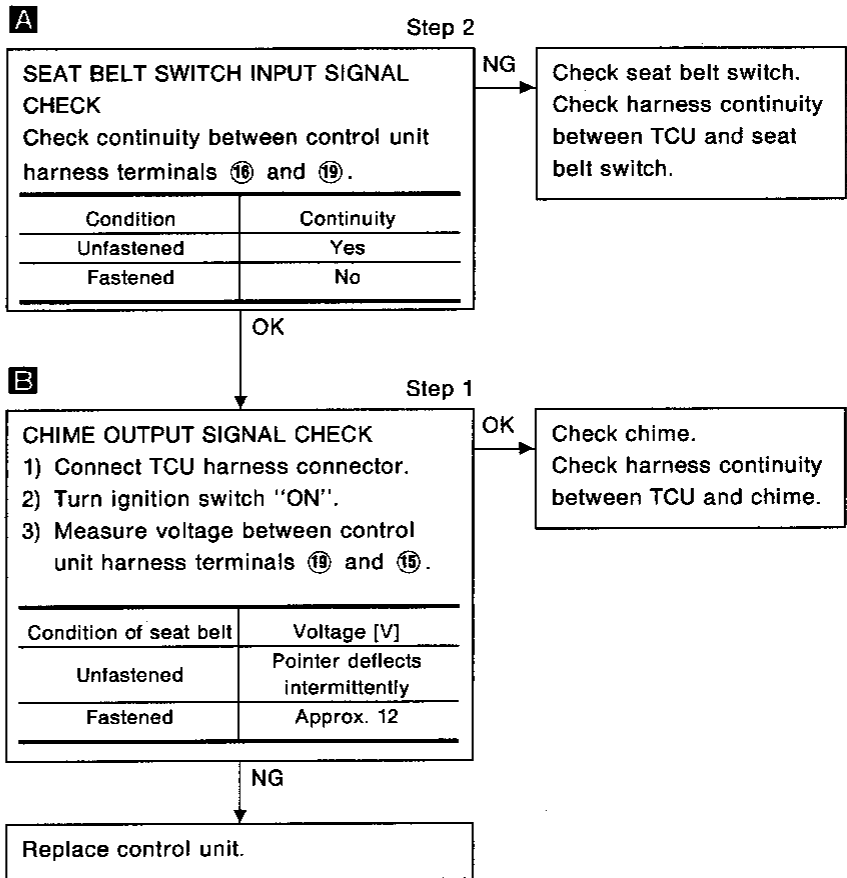 A
Step 2
SEAT BELT SWITCH INPUT SIGNAL
CHECK
Check continuity between control unit
harness terminals ⑯ and ⑲.
Condition Continuity
Unfastened Yes
Fastened No
NG
Check seat belt switch.
Check harness continuity
between TCU and seat
belt switch.
OK
B
Step 1
CHIME OUTPUT SIGNAL CHECK
1) Connect TCU harness connector.
2) Turn ignition switch "ON".
3) Measure voltage between control
unit harness terminals ⑲ and ⑮.
Condition of seat belt Voltage [V]
Unfastened Pointer deflects
intermittently
Fastened Approx. 12
OK
Check chime.
Check harness continuity
between TCU and chime.
NG
Replace control unit.